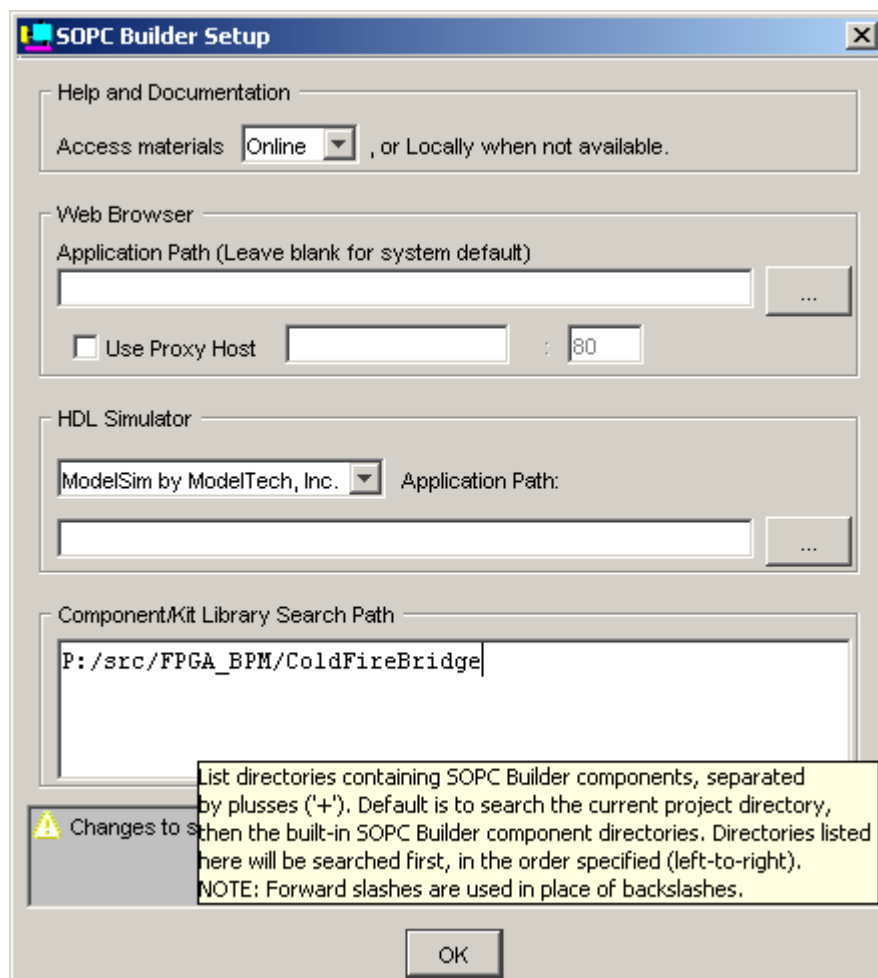 SOPC Builder Setup
Help and Documentation
Access materials Online , or Locally when not available.
Web Browser
Application Path (Leave blank for system default)
...
Use Proxy Host : 80
HDL Simulator
ModelSim by ModelTech, Inc. Application Path:
...
Component/Kit Library Search Path
P:/src/FPGA_BPM/ColdFireBridge
List directories containing SOPC Builder components, separated
by plusses ('+'). Default is to search the current project directory,
Changes to s
then the built-in SOPC Builder component directories. Directories listed
here will be searched first, in the order specified (left-to-right).
NOTE: Forward slashes are used in place of backslashes.
OK